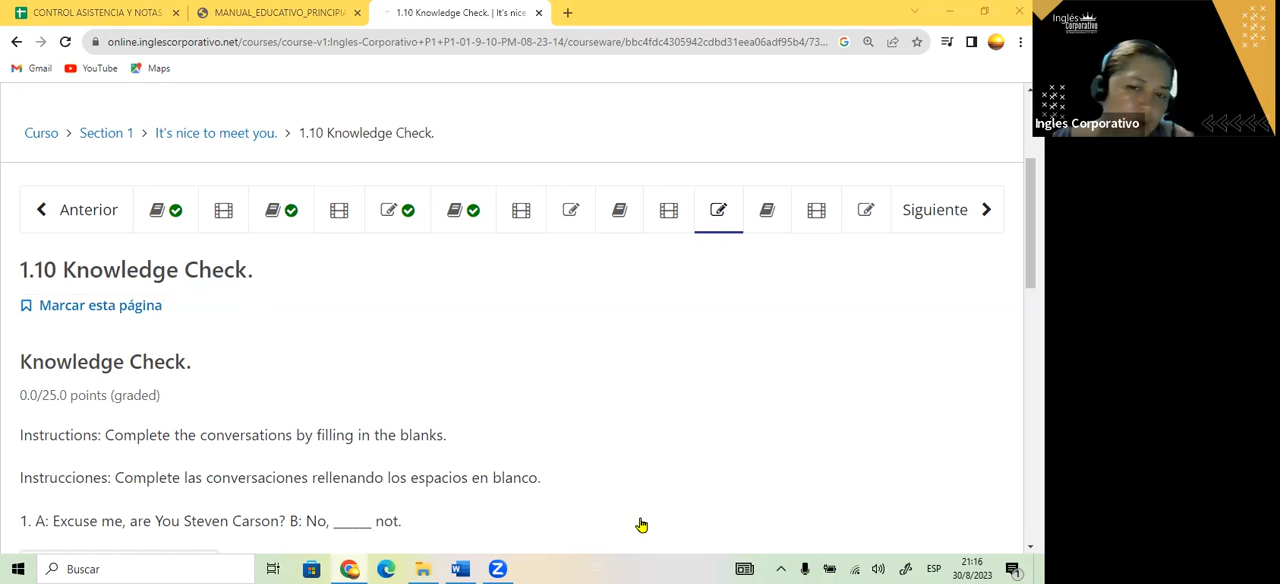 CONTROL ASISTENCIA Y NOTAS
MANUAL_EDUCATIVO_PRINCIPIA
1.10 Knowledge Check. | It's nice
online.inglescorporativo.net/courses/course-v1:Ingles-Corporativo+P1+P1-01-9-10-PM-08-23-14/courseware/bbc4fdc4305942cdbd31eea06adf95b4/73...
Gmail
YouTube
Maps
Inglés
Corporativo
Ingles Corporativo
Curso > Section 1 > It's nice to meet you. > 1.10 Knowledge Check.
Anterior
Siguiente
1.10 Knowledge Check.
Marcar esta página
Knowledge Check.
0.0/25.0 points (graded)
Instructions: Complete the conversations by filling in the blanks.
Instrucciones: Complete las conversaciones rellenando los espacios en blanco.
1. A: Excuse me, are You Steven Carson? B: No, ______ not.
Buscar
ESP
21:16
30/8/2023
1